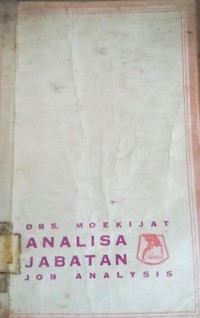 DRS. MOEKIJAT
ANALISA
JABATAN
JOB ANALYSIS